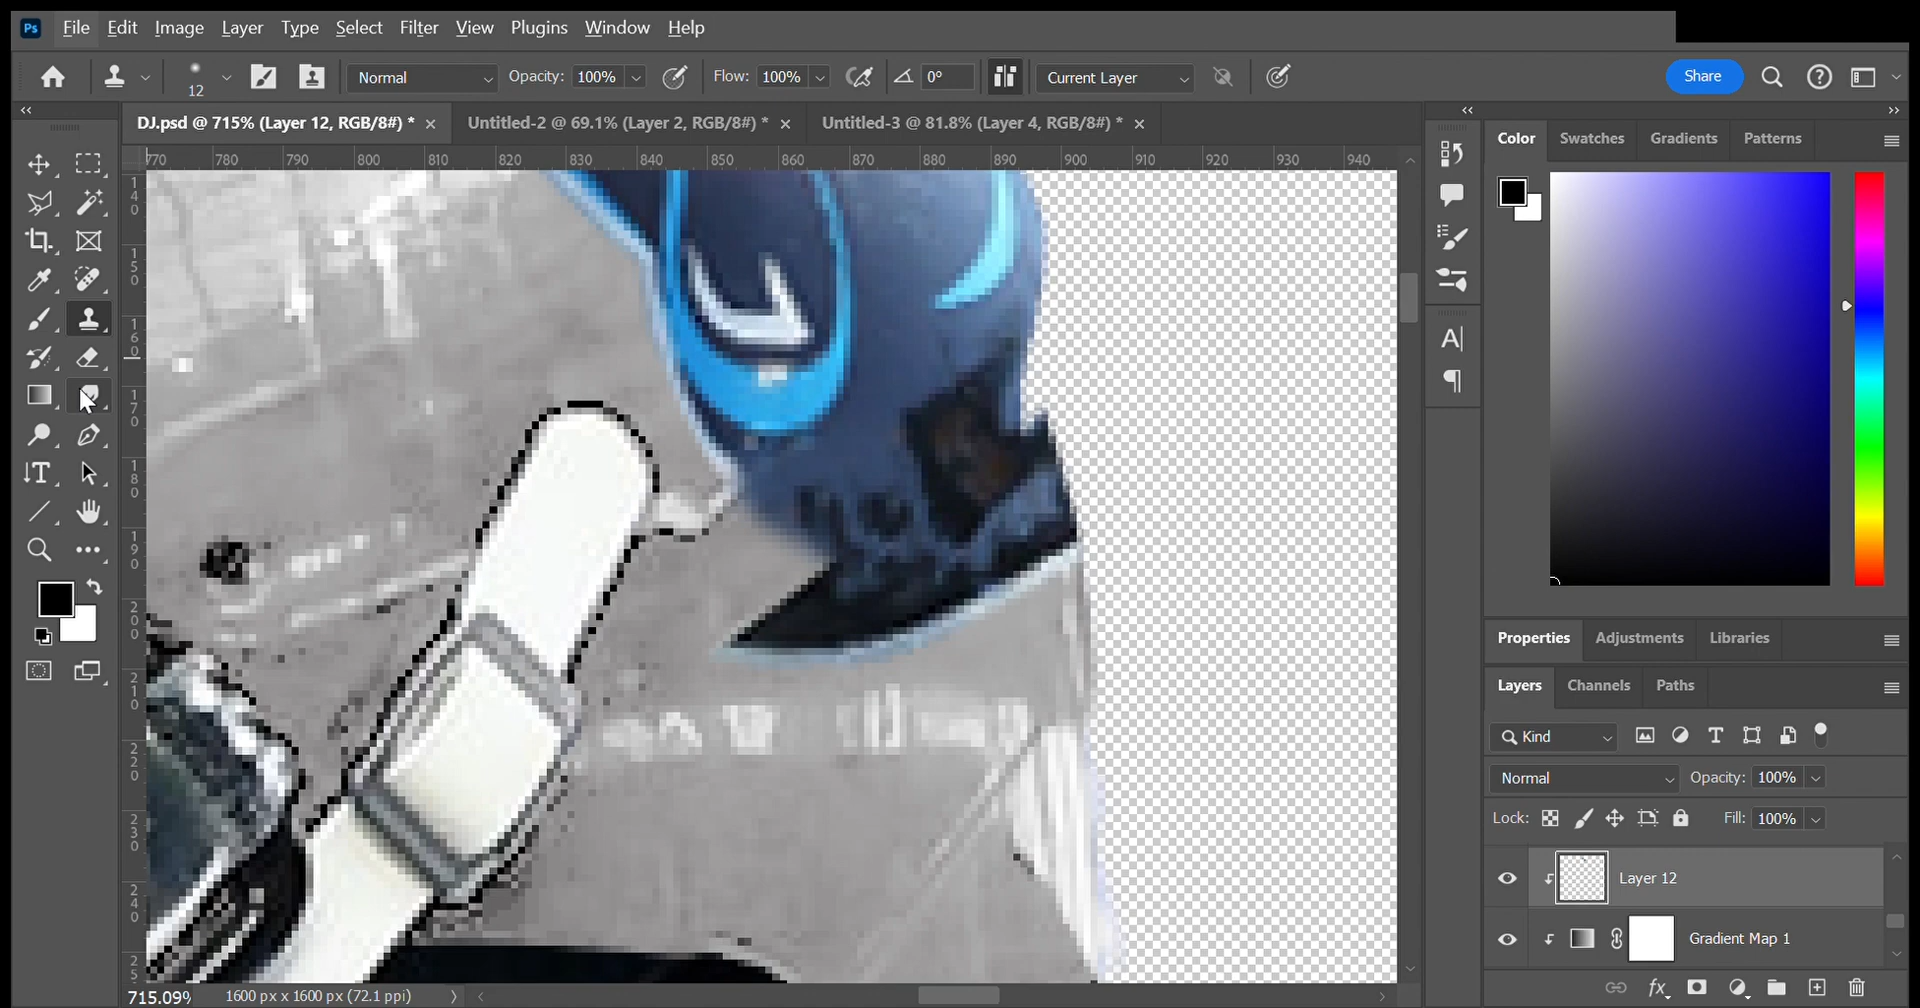 Ps File Edit Image Layer Type Select Filter View Plugins Window Help
12 Normal Opacity: 100% Flow: 100% 0° Current Layer Share
DJ.psd @ 715% (Layer 12, RGB/8#) * Untitled-2 @ 69.1% (Layer 2, RGB/8#) * Untitled-3 @ 81.8% (Layer 4, RGB/8#) *
770 780 790 800 810 820 830 840 850 860 870 880 890 900 910 920 930 940
140
150
160
170
180
190
200
210
220
230
240
25
Color Swatches Gradients Patterns
Properties Adjustments Libraries
Layers Channels Paths
Kind
Normal Opacity: 100%
Lock: Fill: 100%
Layer 12
Gradient Map 1
fx
715.09% 1600 px x 1600 px (72.1 ppi)